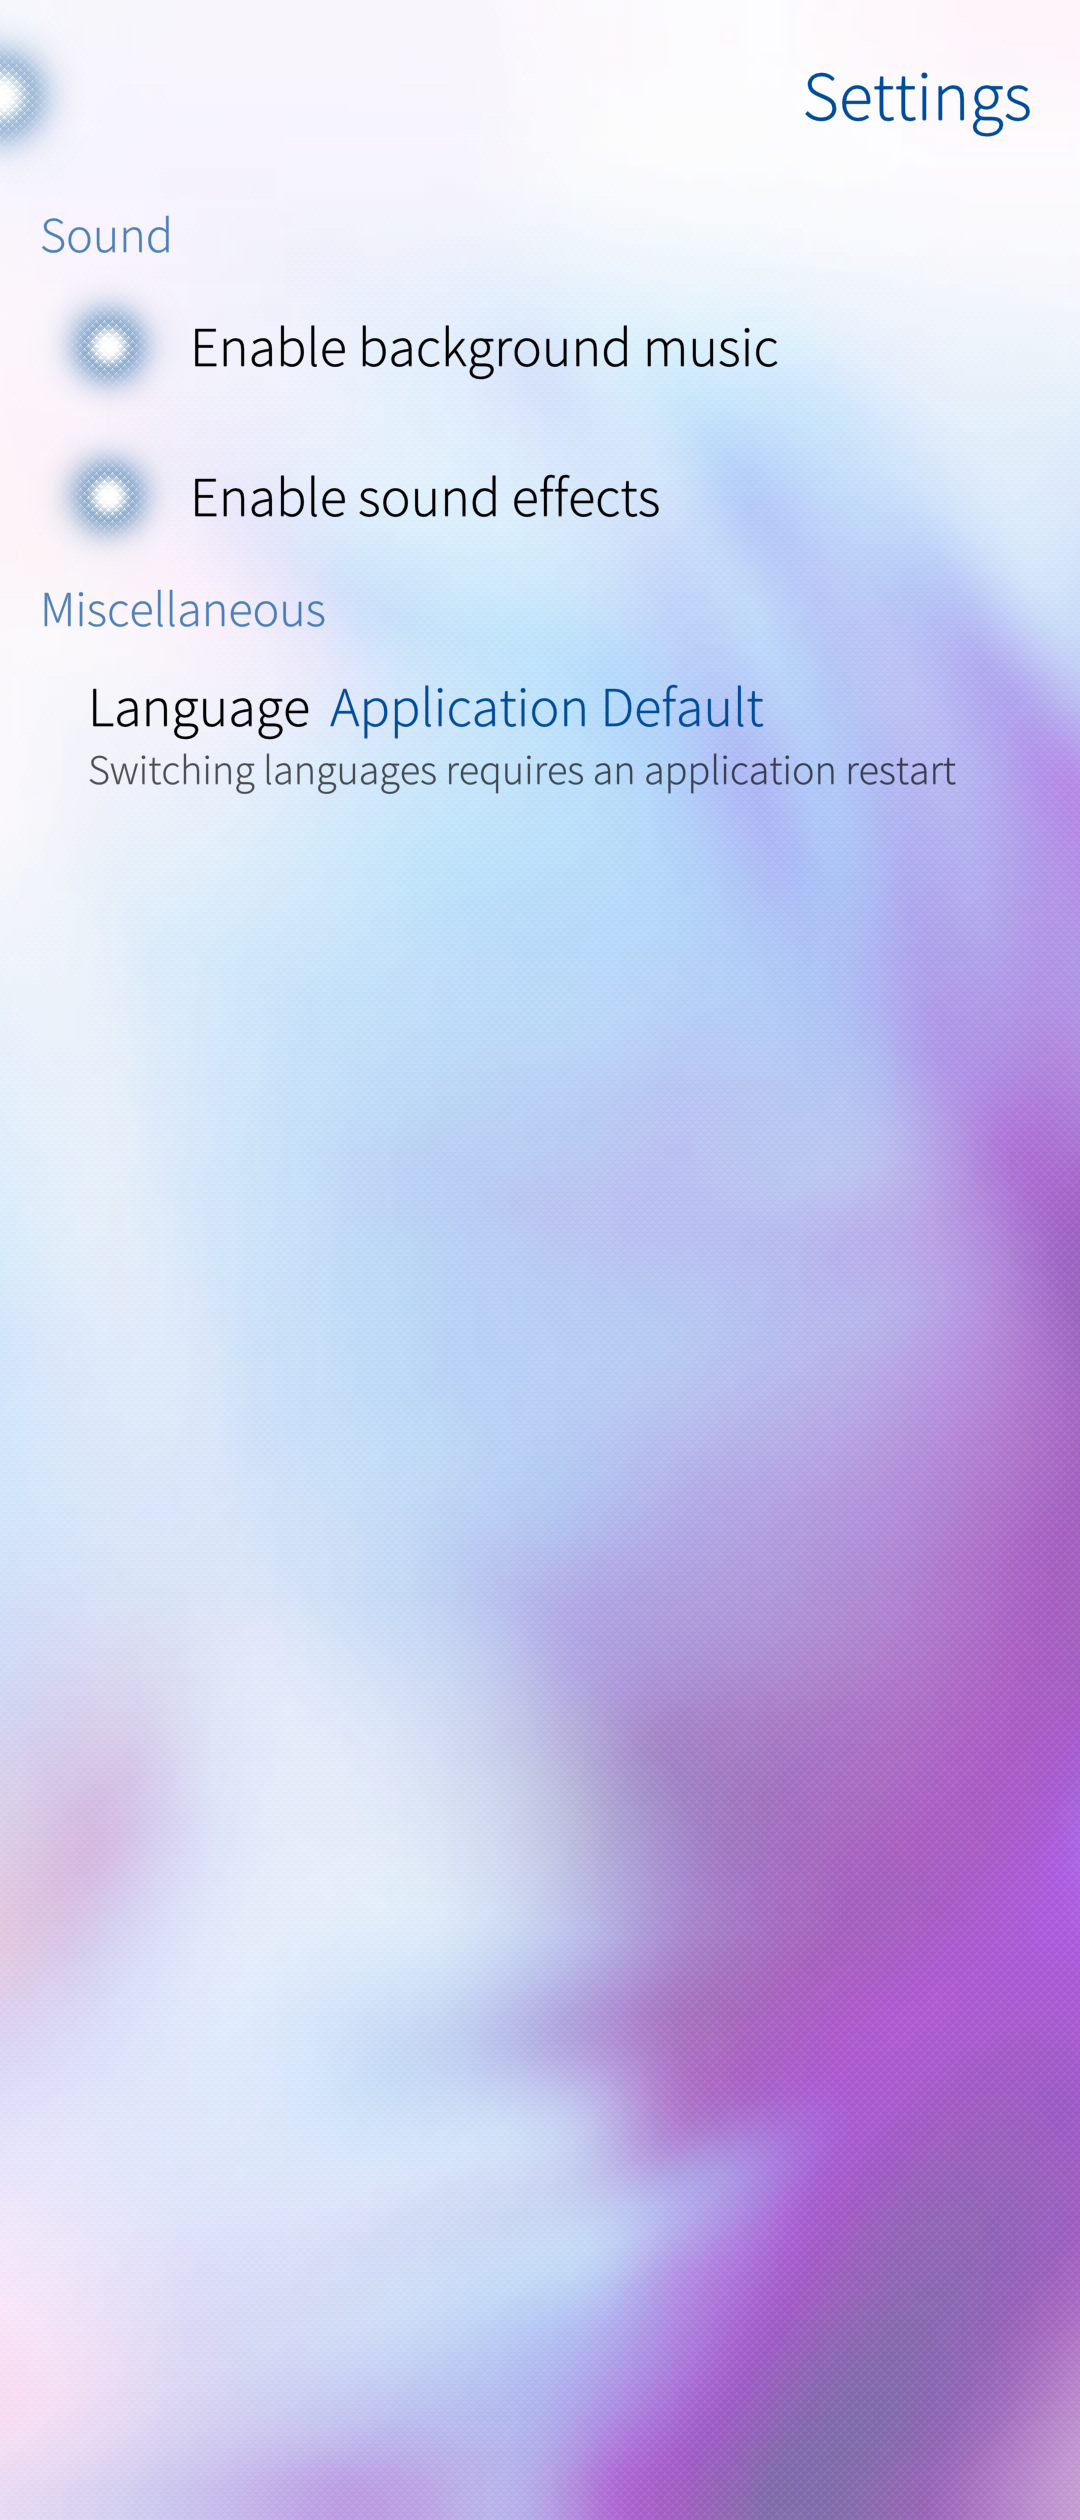 Settings
Sound
Enable background music
Enable sound effects
Miscellaneous
Language Application Default
Switching languages requires an application restart